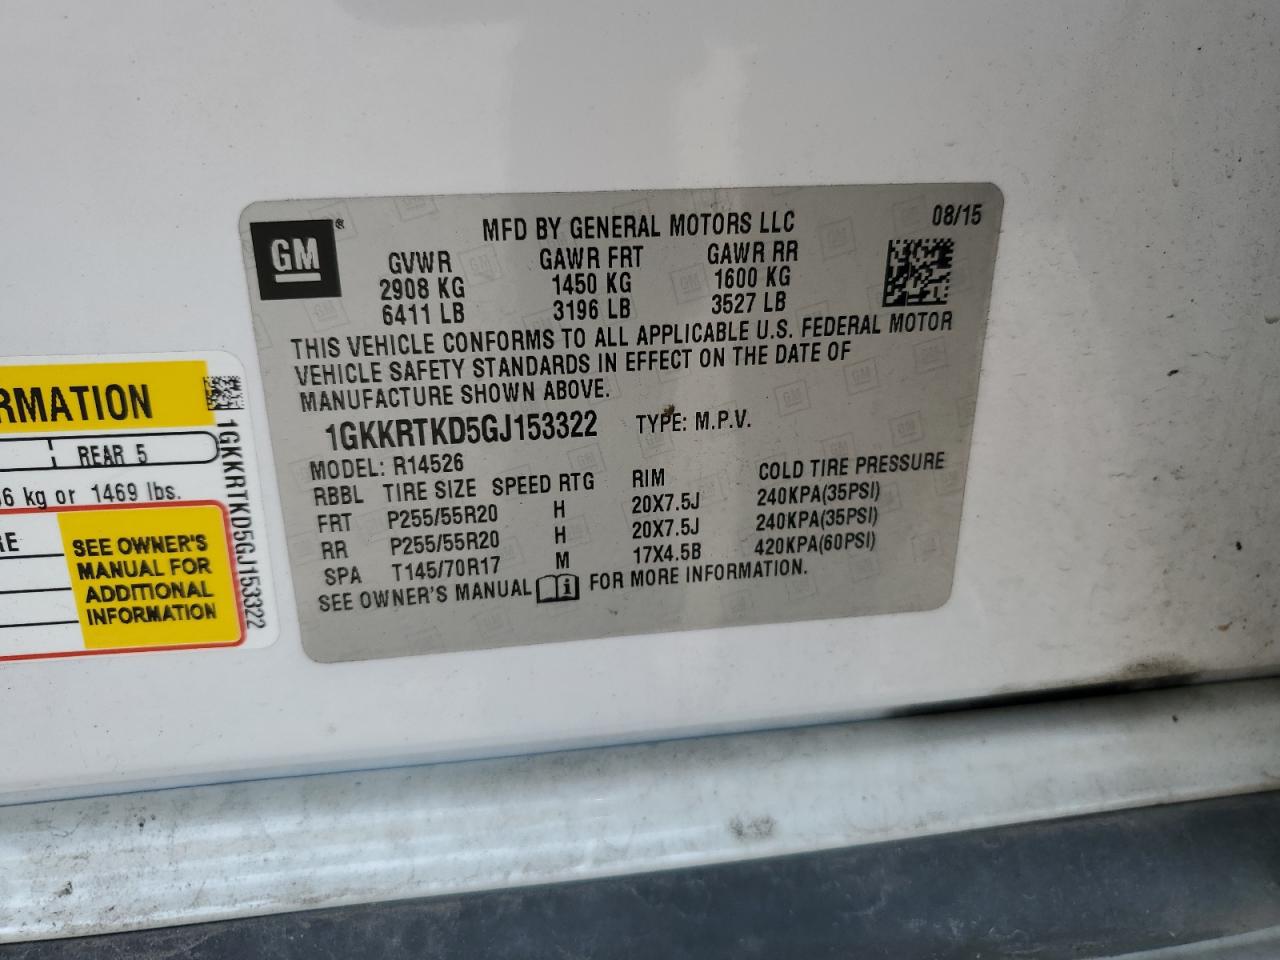 GM ®
MFD BY GENERAL MOTORS LLC 08/15
GVWR GAWR FRT GAWR RR
2908 KG 1450 KG 1600 KG
6411 LB 3196 LB 3527 LB
THIS VEHICLE CONFORMS TO ALL APPLICABLE U.S. FEDERAL MOTOR
VEHICLE SAFETY STANDARDS IN EFFECT ON THE DATE OF
MANUFACTURE SHOWN ABOVE.
1GKKRTKD5GJ153322 TYPE: M.P.V.
MODEL: R14526
RBBL TIRE SIZE SPEED RTG RIM COLD TIRE PRESSURE
FRT P255/55R20 H 20X7.5J 240KPA(35PSI)
RR P255/55R20 H 20X7.5J 240KPA(35PSI)
SPA T145/70R17 M 17X4.5B 420KPA(60PSI)
SEE OWNER'S MANUAL i FOR MORE INFORMATION.
RMATION
REAR 5
6 kg or 1469 lbs.
RE
SEE OWNER'S
MANUAL FOR
ADDITIONAL
INFORMATION
1GKKRTKD5GJ153322